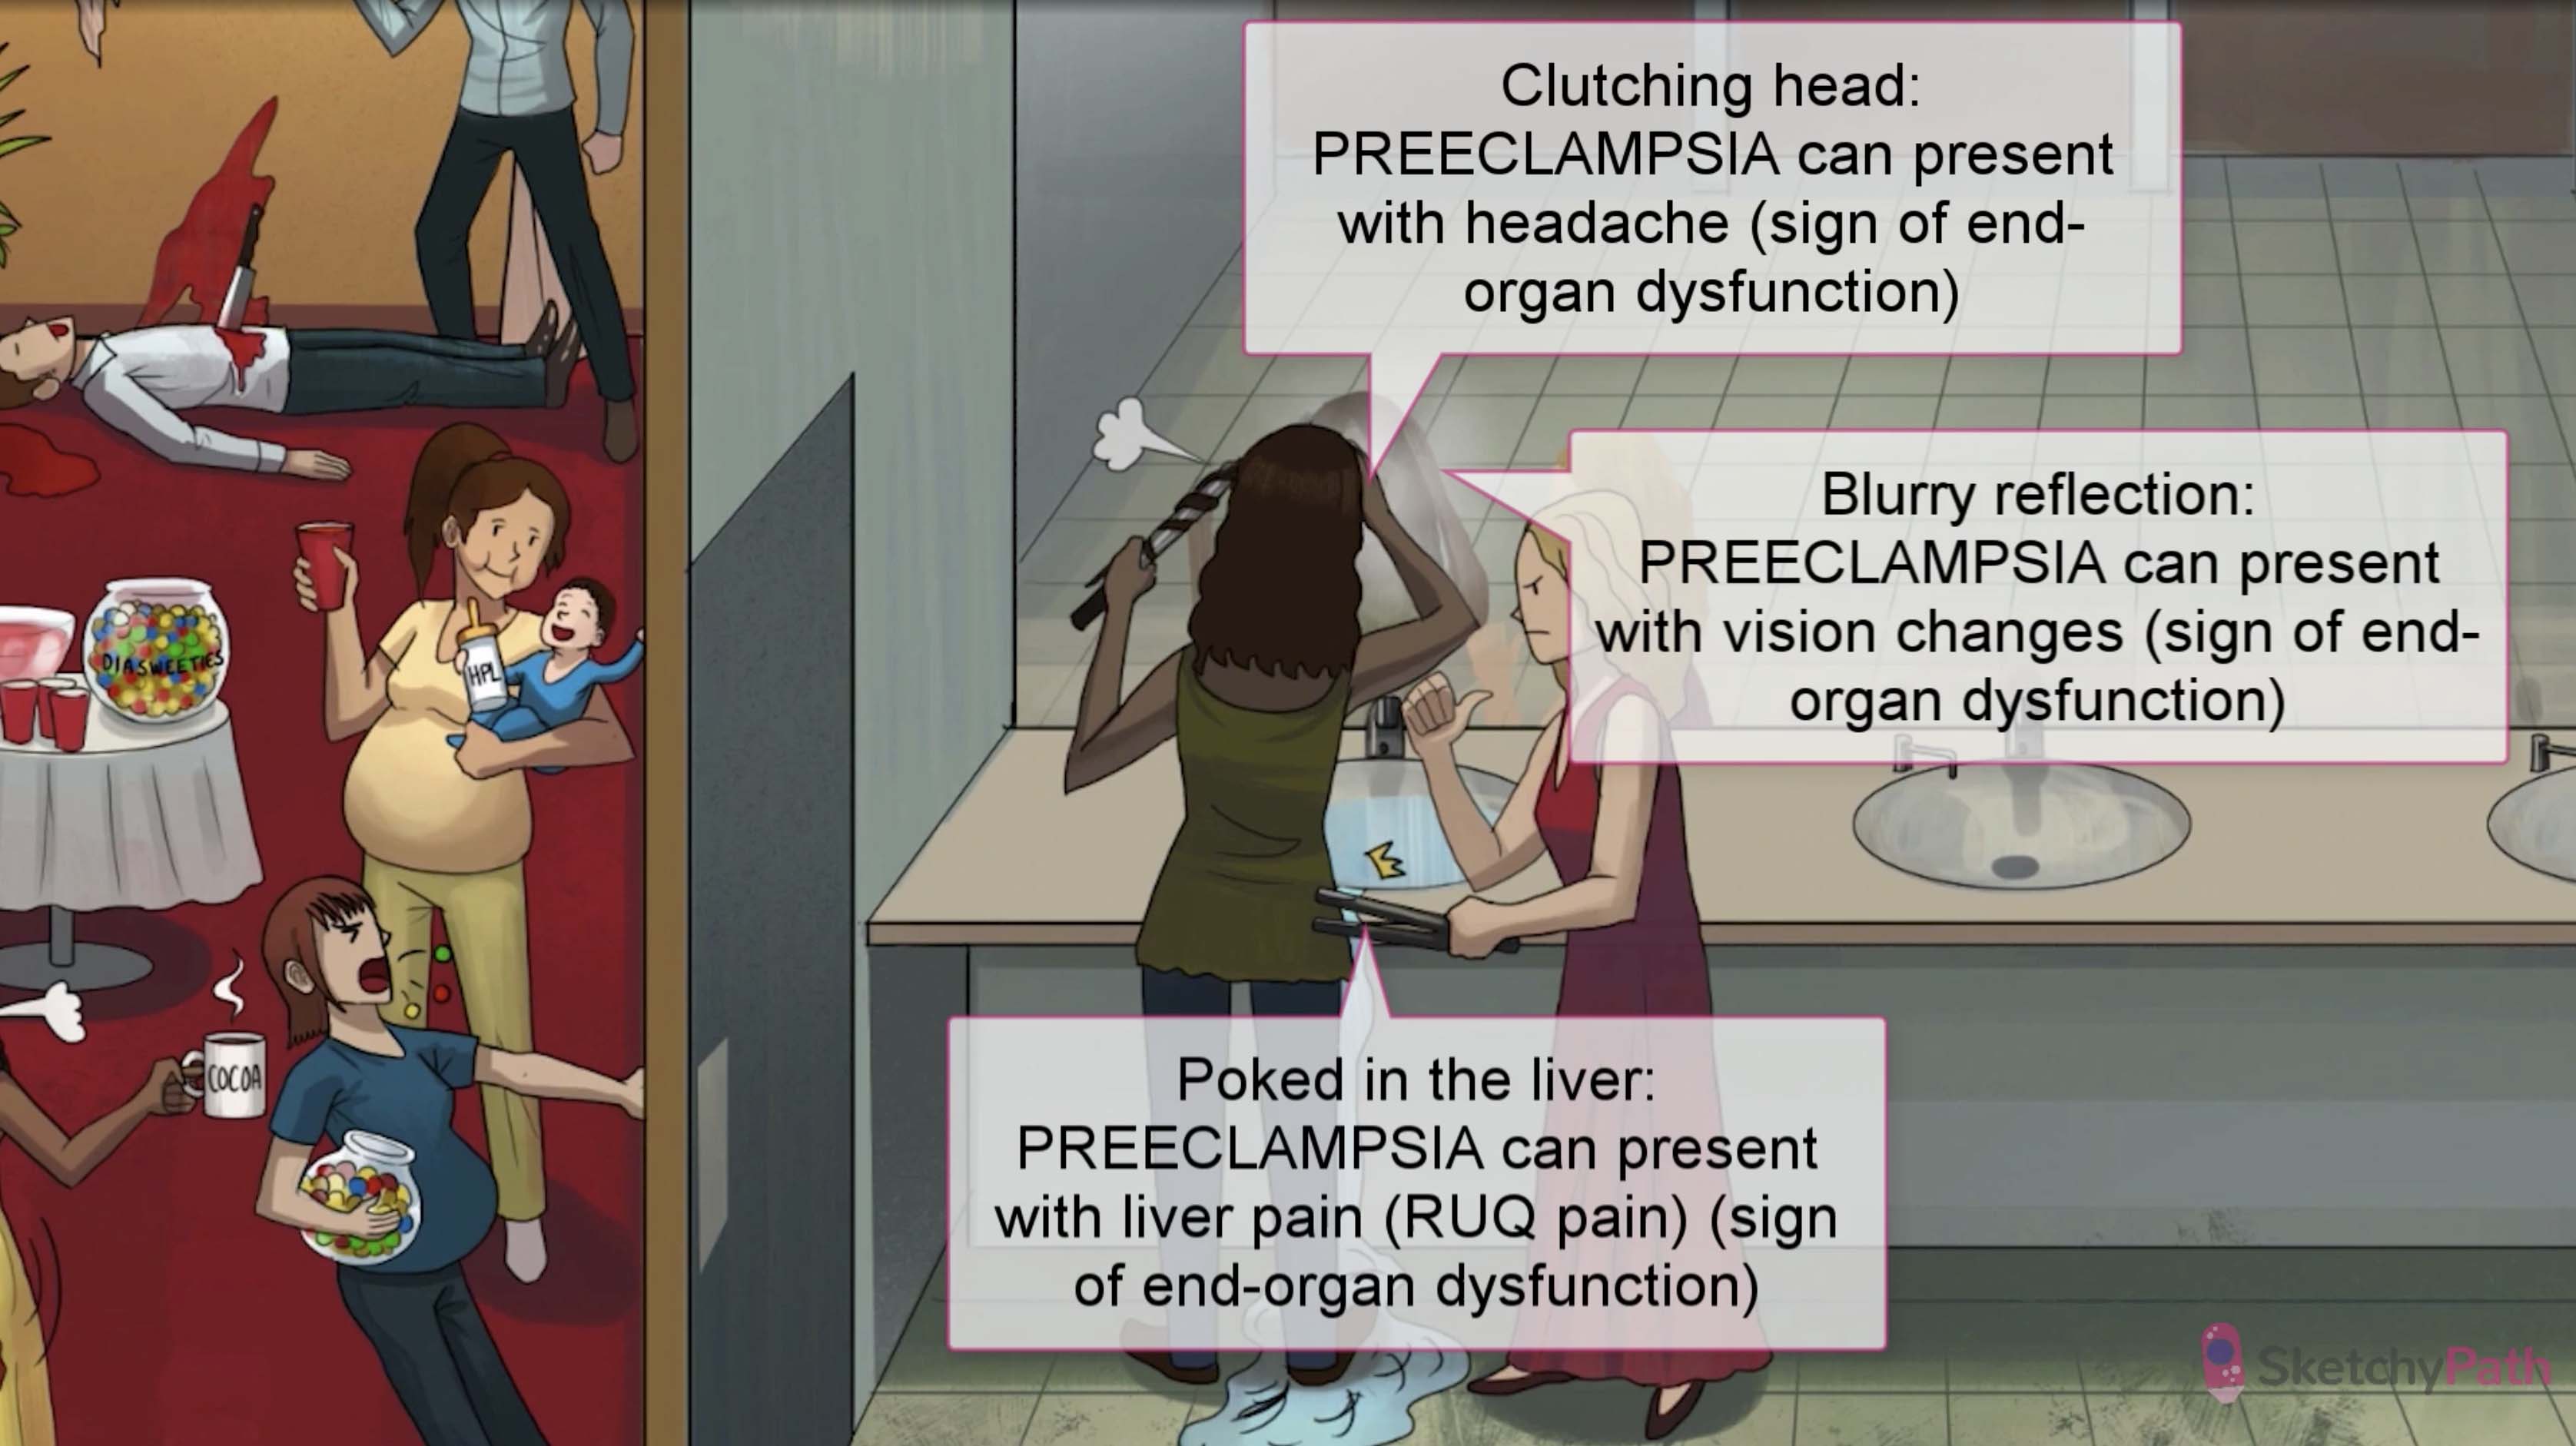 Clutching head:
PREECLAMPSIA can present
with headache (sign of end-
organ dysfunction)
Blurry reflection:
PREECLAMPSIA can present
with vision changes (sign of end-
organ dysfunction)
DIASWEETIES
HPL
COCOA
Poked in the liver:
PREECLAMPSIA can present
with liver pain (RUQ pain) (sign
of end-organ dysfunction)
SketchyPath